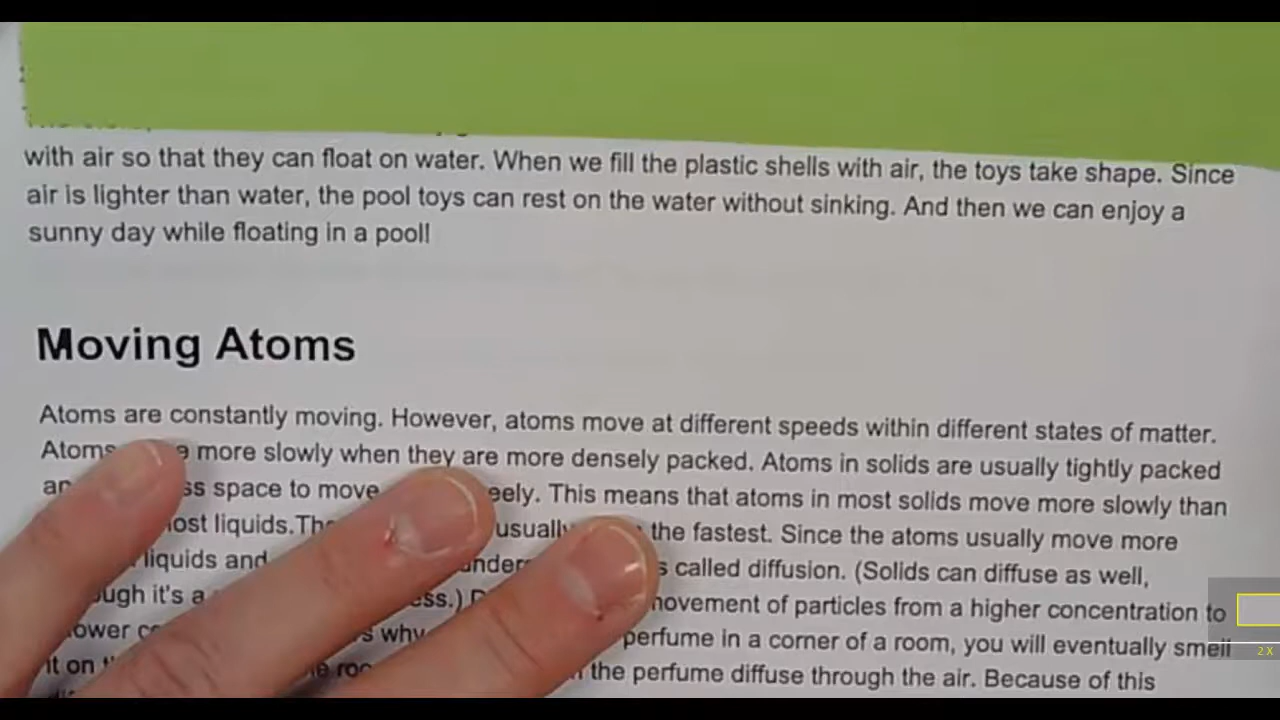 with air so that they can float on water. When we fill the plastic shells with air, the toys take shape. Since
air is lighter than water, the pool toys can rest on the water without sinking. And then we can enjoy a
sunny day while floating in a pool!
Moving Atoms
Atoms are constantly moving. However, atoms move at different speeds within different states of matter.
Atoms more slowly when they are more densely packed. Atoms in solids are usually tightly packed
space to move This means that atoms in most solids move more slowly than
liquids. usually the fastest. Since the atoms usually move more
liquids and called diffusion. (Solids can diffuse as well,
it's a movement of particles from a higher concentration to
why perfume in a corner of a room, you will eventually smell
it on the perfume diffuse through the air. Because of this
2 X